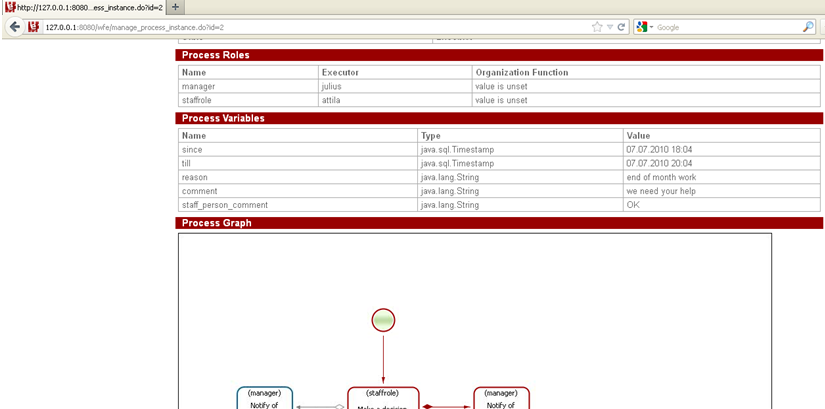 http://127.0.0.1:8080...ess_instance.do?id=2
127.0.0.1:8080/wfe/manage_process_instance.do?id=2
Google
Process Roles
Name Executor Organization Function
manager julius value is unset
staffrole attila value is unset
Process Variables
Name Type Value
since java.sql.Timestamp 07.07.2010 18:04
till java.sql.Timestamp 07.07.2010 20:04
reason java.lang.String end of month work
comment java.lang.String we need your help
staff_person_comment java.lang.String OK
Process Graph
(manager) (staffrole) (manager)
Notify of Make a decision Notify of